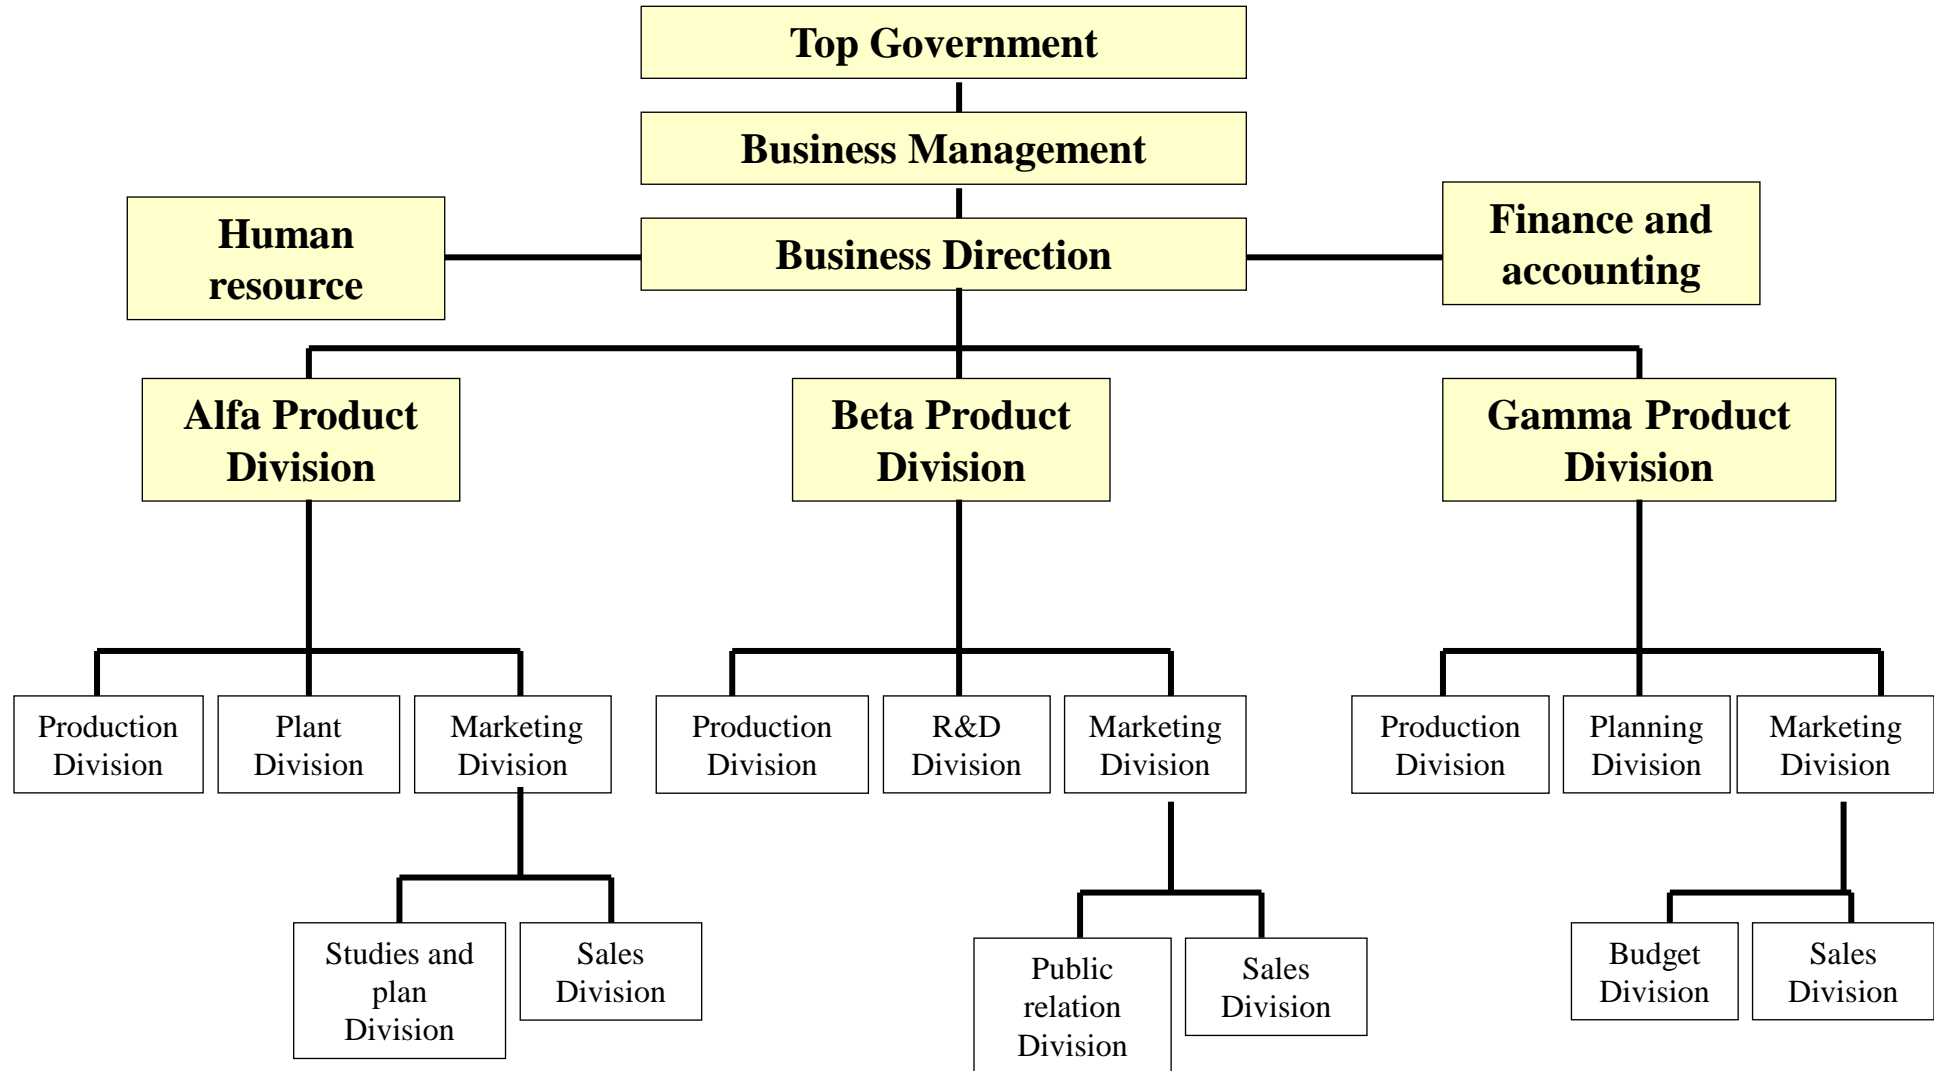 Top Government
Business Management
Human
resource
Business Direction
Finance and
accounting
Alfa Product
Division
Beta Product
Division
Gamma Product
Division
Production
Division
Plant
Division
Marketing
Division
Production
Division
R&D
Division
Marketing
Division
Production
Division
Planning
Division
Marketing
Division
Studies and
plan
Division
Sales
Division
Public
relation
Division
Sales
Division
Budget
Division
Sales
Division